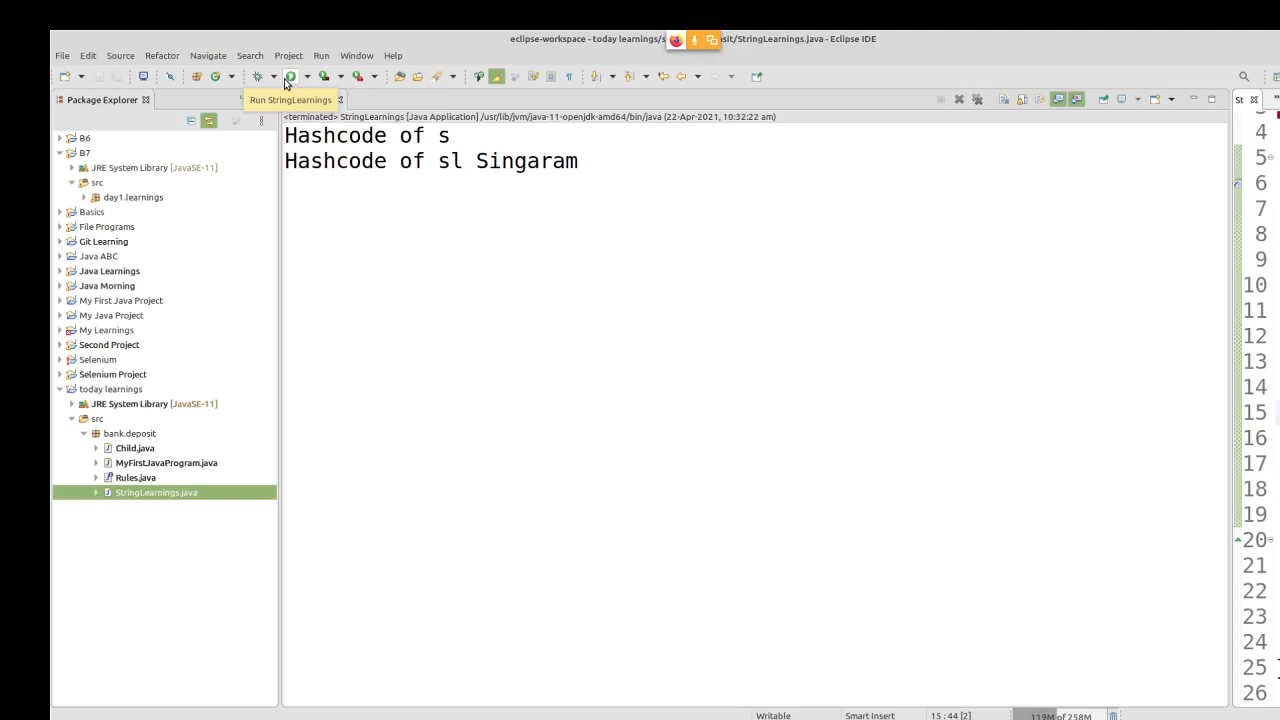 eclipse-workspace - today learnings/s sit/StringLearnings.java - Eclipse IDE
File Edit Source Refactor Navigate Search Project Run Window Help
Package Explorer
Run StringLearnings
St
<terminated> StringLearnings [Java Application] /usr/lib/jvm/java-11-openjdk-amd64/bin/java (22-Apr-2021, 10:32:22 am)
Hashcode of s
Hashcode of sl Singaram
B6
B7
JRE System Library [JavaSE-11]
src
day1.learnings
Basics
File Programs
Git Learning
Java ABC
Java Learnings
Java Morning
My First Java Project
My Java Project
My Learnings
Second Project
Selenium
Selenium Project
today learnings
JRE System Library [JavaSE-11]
src
bank.deposit
Child.java
MyFirstJavaProgram.java
Rules.java
StringLearnings.java
4
5
6
7
8
9
10
11
12
13
14
15
16
17
18
19
20
21
22
23
24
25
26
Writable Smart Insert 15 : 44 [2] 119M of 258M